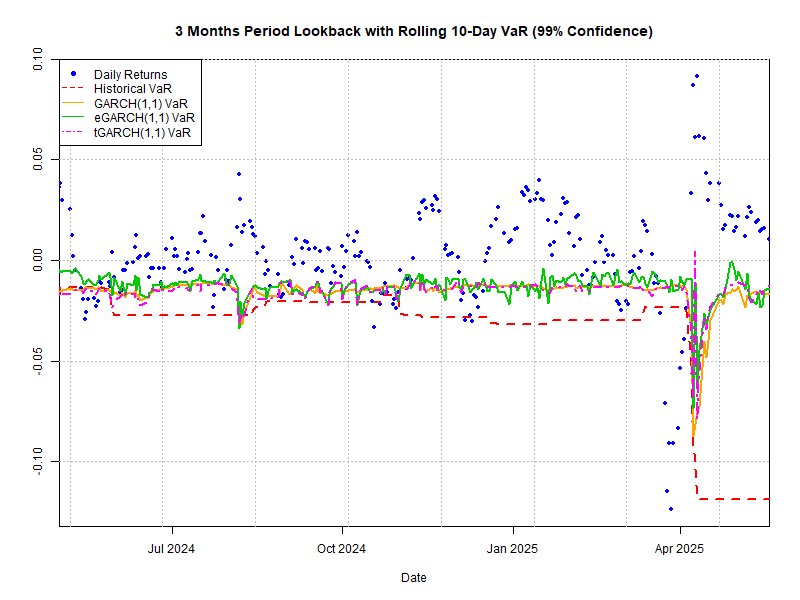 3 Months Period Lookback with Rolling 10-Day VaR (99% Confidence)
Daily Returns
Historical VaR
GARCH(1,1) VaR
eGARCH(1,1) VaR
tGARCH(1,1) VaR
0.10
0.05
0.00
-0.05
-0.10
Jul 2024
Oct 2024
Jan 2025
Apr 2025
Date